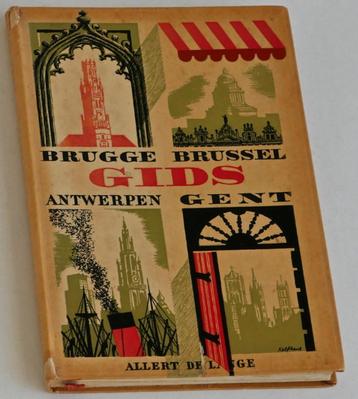 BRUGGE BRUSSEL
GIDS
ANTWERPEN GENT
ALLERT DE LANGE